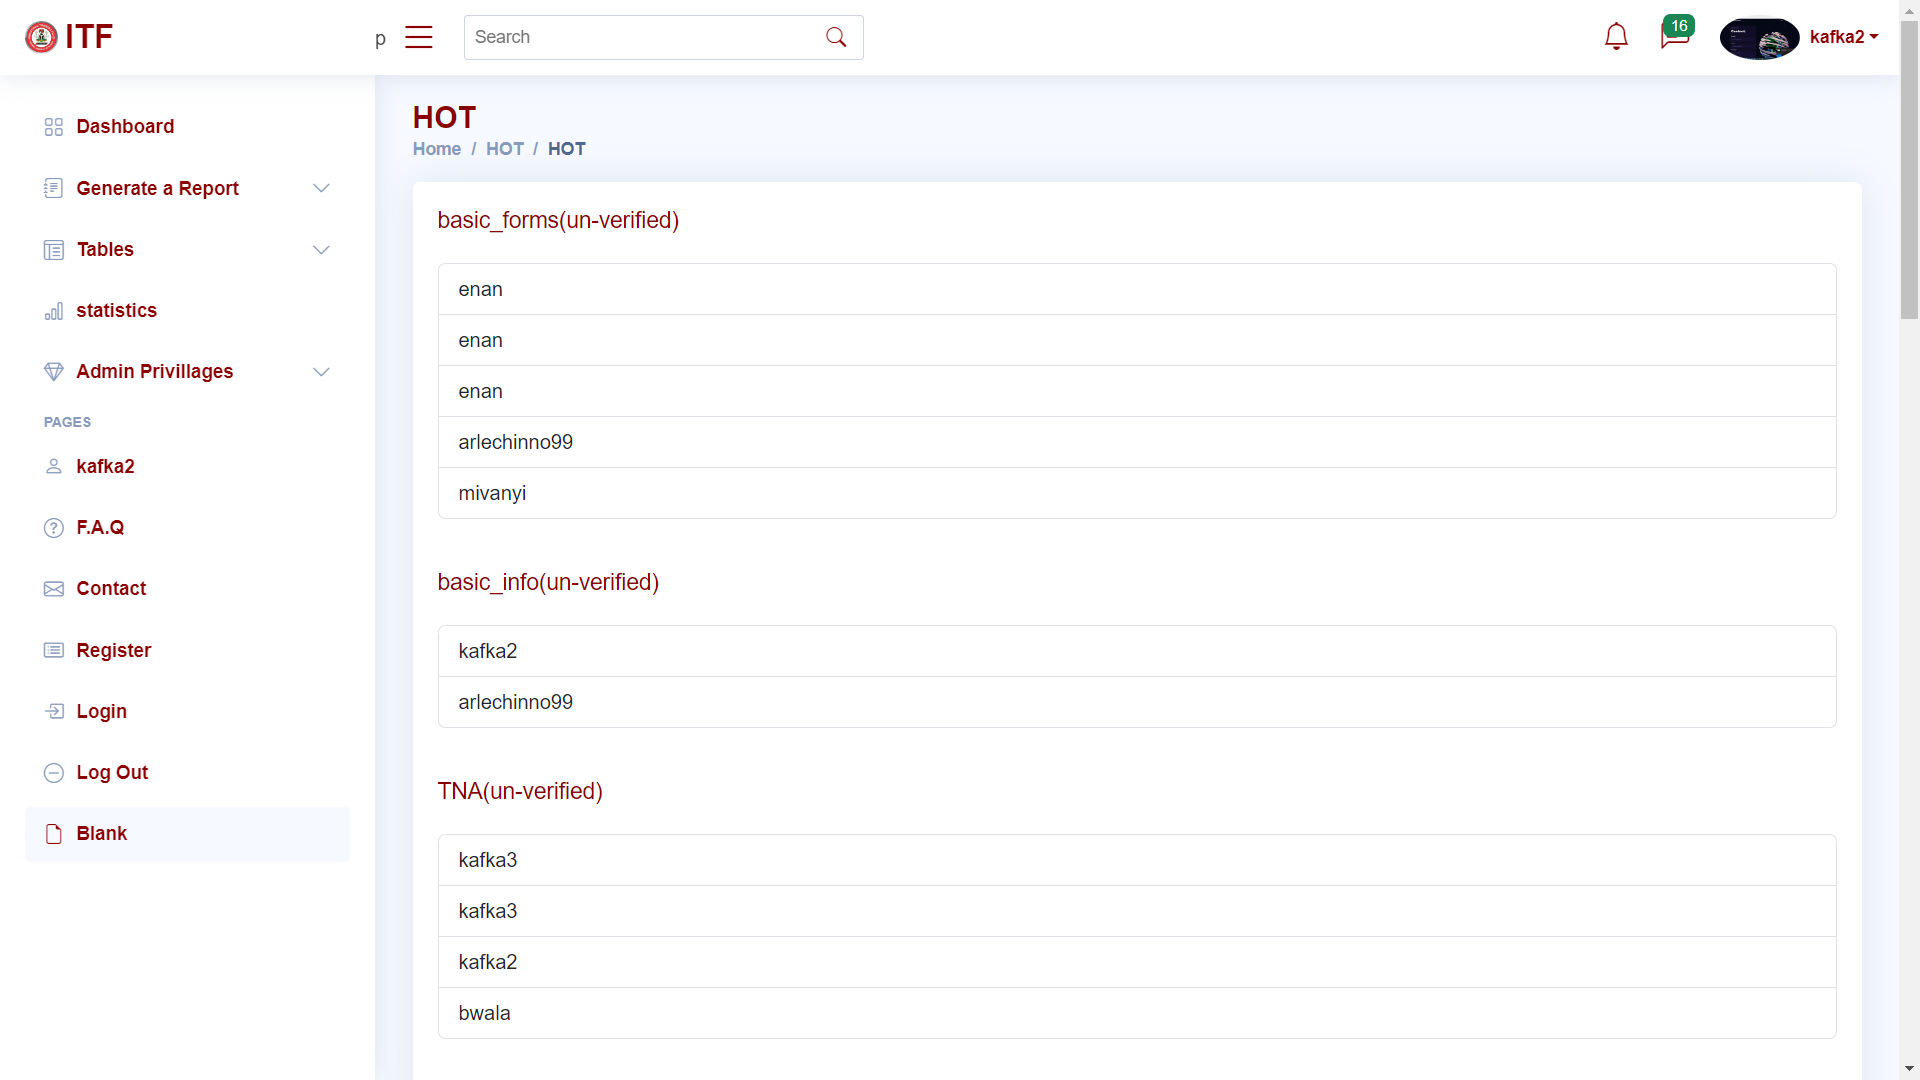 ITF
p
Search
16
kafka2
Dashboard
Generate a Report
Tables
statistics
Admin Privillages
PAGES
kafka2
F.A.Q
Contact
Register
Login
Log Out
Blank
HOT
Home / HOT / HOT
basic_forms(un-verified)
enan
enan
enan
arlechinno99
mivanyi
basic_info(un-verified)
kafka2
arlechinno99
TNA(un-verified)
kafka3
kafka3
kafka2
bwala